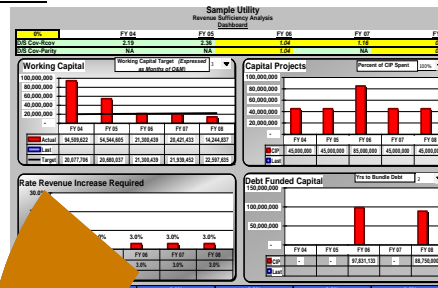 Sample Utility
Revenue Sufficiency Analysis
Dashboard
0% FY 04 FY 05 FY 06 FY 07
D/S Cov-Rcov 2.19 2.36 1.04 1.16
D/S Cov-Parity NA NA 1.04 NA
Working Capital
Working Capital Target (Expressed as Months of O&M)
3
100,000,000
80,000,000
60,000,000
40,000,000
20,000,000
-
FY 04 FY 05 FY 06 FY 07 FY 08
Actual 94,509,622 54,544,605 21,300,439 20,421,433 14,244,837
Last
Target 20,077,706 20,680,037 21,300,439 21,939,452 22,597,635
Capital Projects
Percent of CIP Spent 100%
100,000,000
80,000,000
60,000,000
40,000,000
20,000,000
-
FY 04 FY 05 FY 06 FY 07 FY 08
CIP 45,000,000 45,000,000 85,000,000 45,000,000 45,000,000
Last
Rate Revenue Increase Required
30.0%
0% 3.0% 3.0% 3.0%
FY 06 FY 07 FY 08
3.0% 3.0% 3.0%
Debt Funded Capital
Yrs to Bundle Debt 2
150,000,000
100,000,000
50,000,000
-
FY 04 FY 05 FY 06 FY 07 FY 08
CIP - - 97,831,133 - 88,750,000
Last